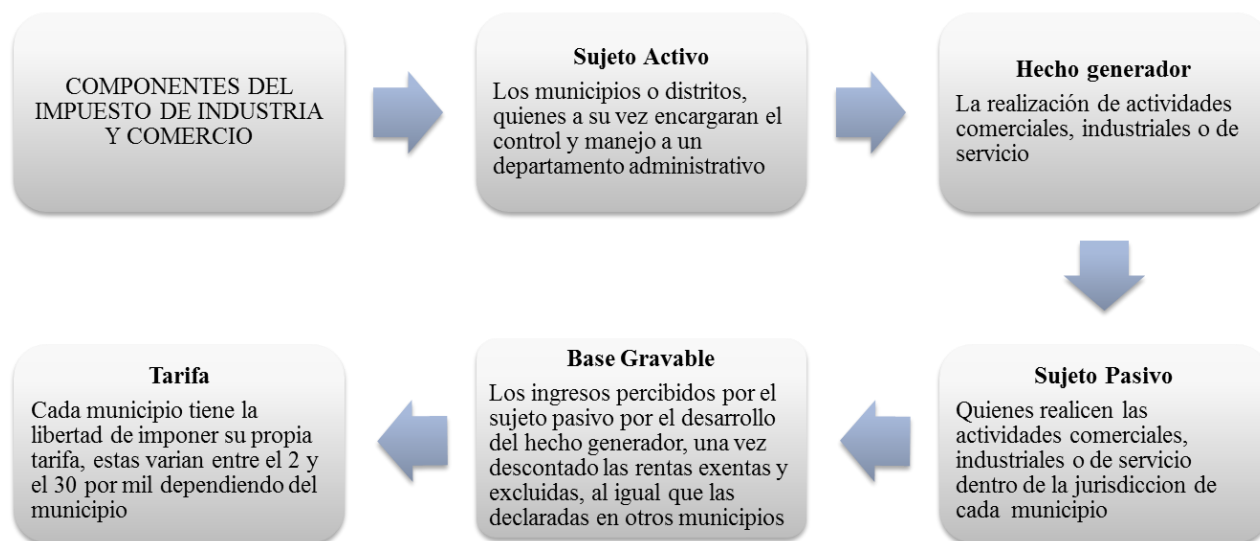 COMPONENTES DEL
IMPUESTO DE INDUSTRIA
Y COMERCIO
Sujeto Activo
Los municipios o distritos,
quienes a su vez encargaran el
control y manejo a un
departamento administrativo
Hecho generador
La realización de actividades
comerciales, industriales o de
servicio
Sujeto Pasivo
Quienes realicen las
actividades comerciales,
industriales o de servicio
dentro de la jurisdiccion de
cada municipio
Base Gravable
Los ingresos percibidos por el
sujeto pasivo por el desarrollo
del hecho generador, una vez
descontado las rentas exentas y
excluidas, al igual que las
declaradas en otros municipios
Tarifa
Cada municipio tiene la
libertad de imponer su propia
tarifa, estas varian entre el 2 y
el 30 por mil dependiendo del
municipio